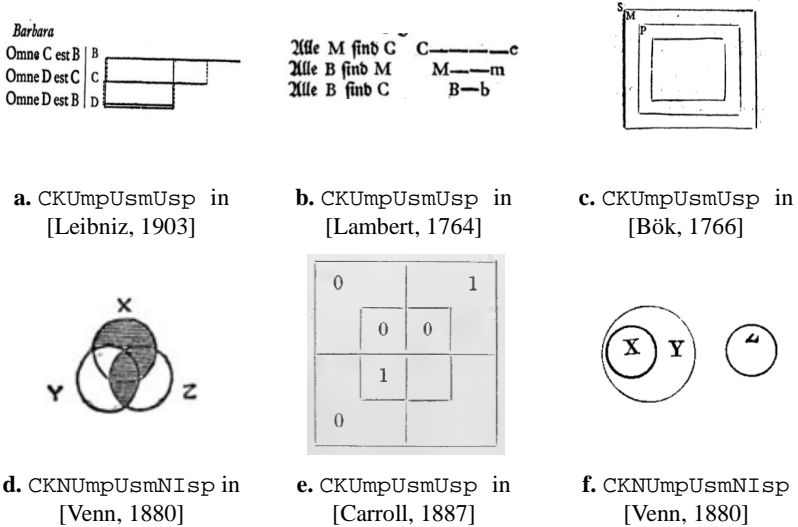 Barbara
Omne C est B B
Omne D est C C
Omne D est B D
Alle M sind C C e
Alle B sind M M m
Alle B sind C B b
S
M
P
a. CKUmpUsmUsp in
[Leibniz, 1903]
b. CKUmpUsmUsp in
[Lambert, 1764]
c. CKUmpUsmUsp in
[Bök, 1766]
X
Y Z
0 1
0 0
1
0
X Y Z
d. CKNUmpUsmNIsp in
[Venn, 1880]
e. CKUmpUsmUsp in
[Carroll, 1887]
f. CKNUmpUsmNIsp
[Venn, 1880]